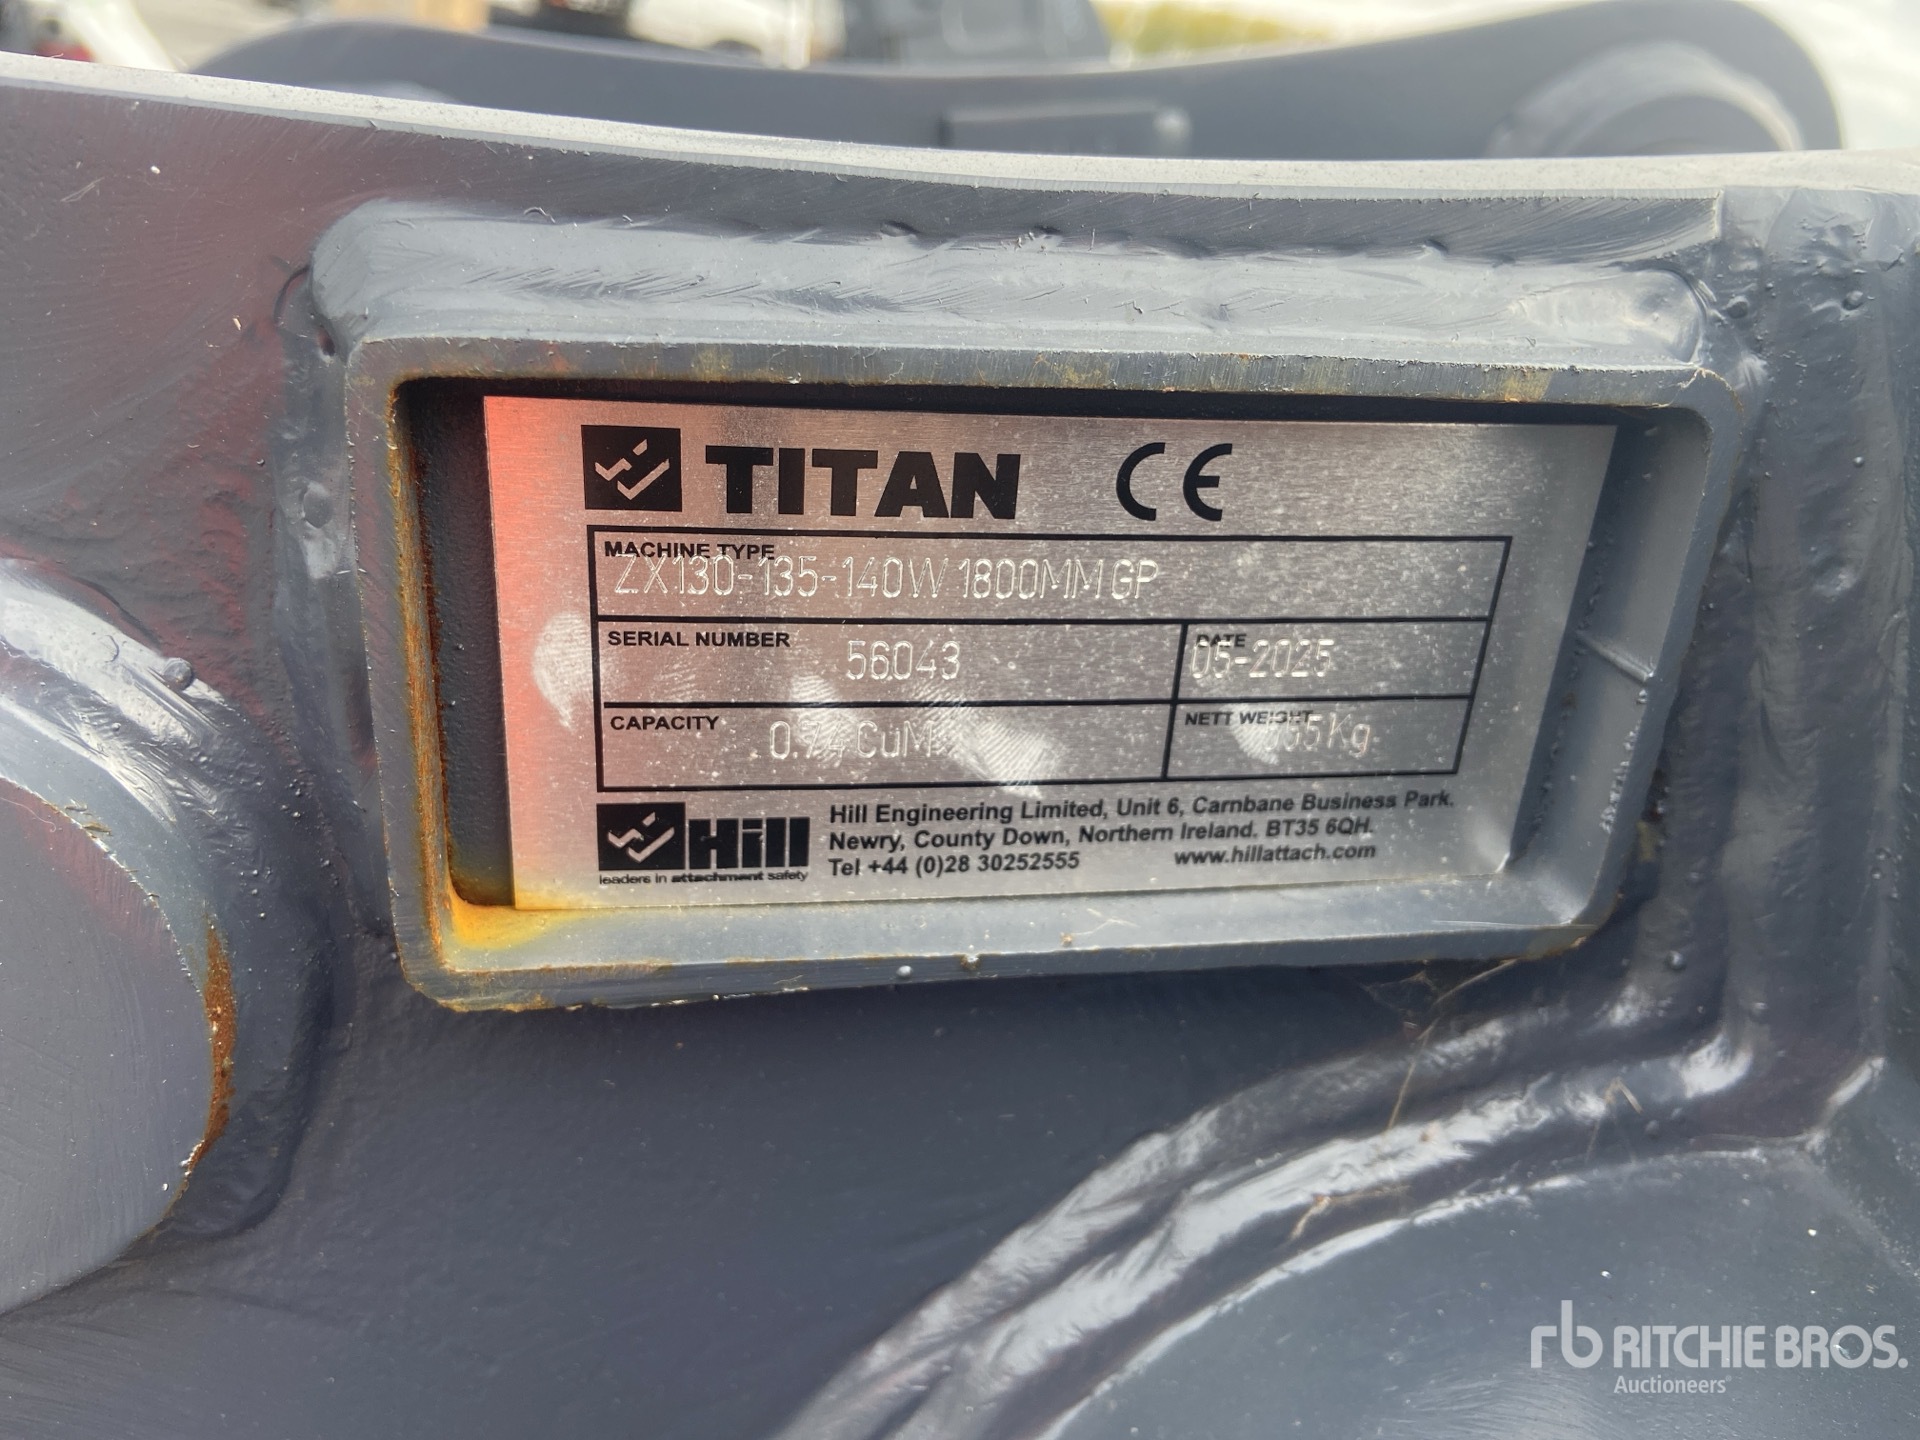 TITAN CE
MACHINE TYPE
ZX130-135-140W 1800MM GP
SERIAL NUMBER 56043
DATE 05-2025
CAPACITY CuM
NETT WEIGHT
Hill
leaders in attachment safety
Hill Engineering Limited, Unit 6, Carnbane Business Park.
Newry, County Down, Northern Ireland. BT35 6QH.
Tel +44 (0)28 30252555 www.hillattach.com
rb RITCHIE BROS.
Auctioneers